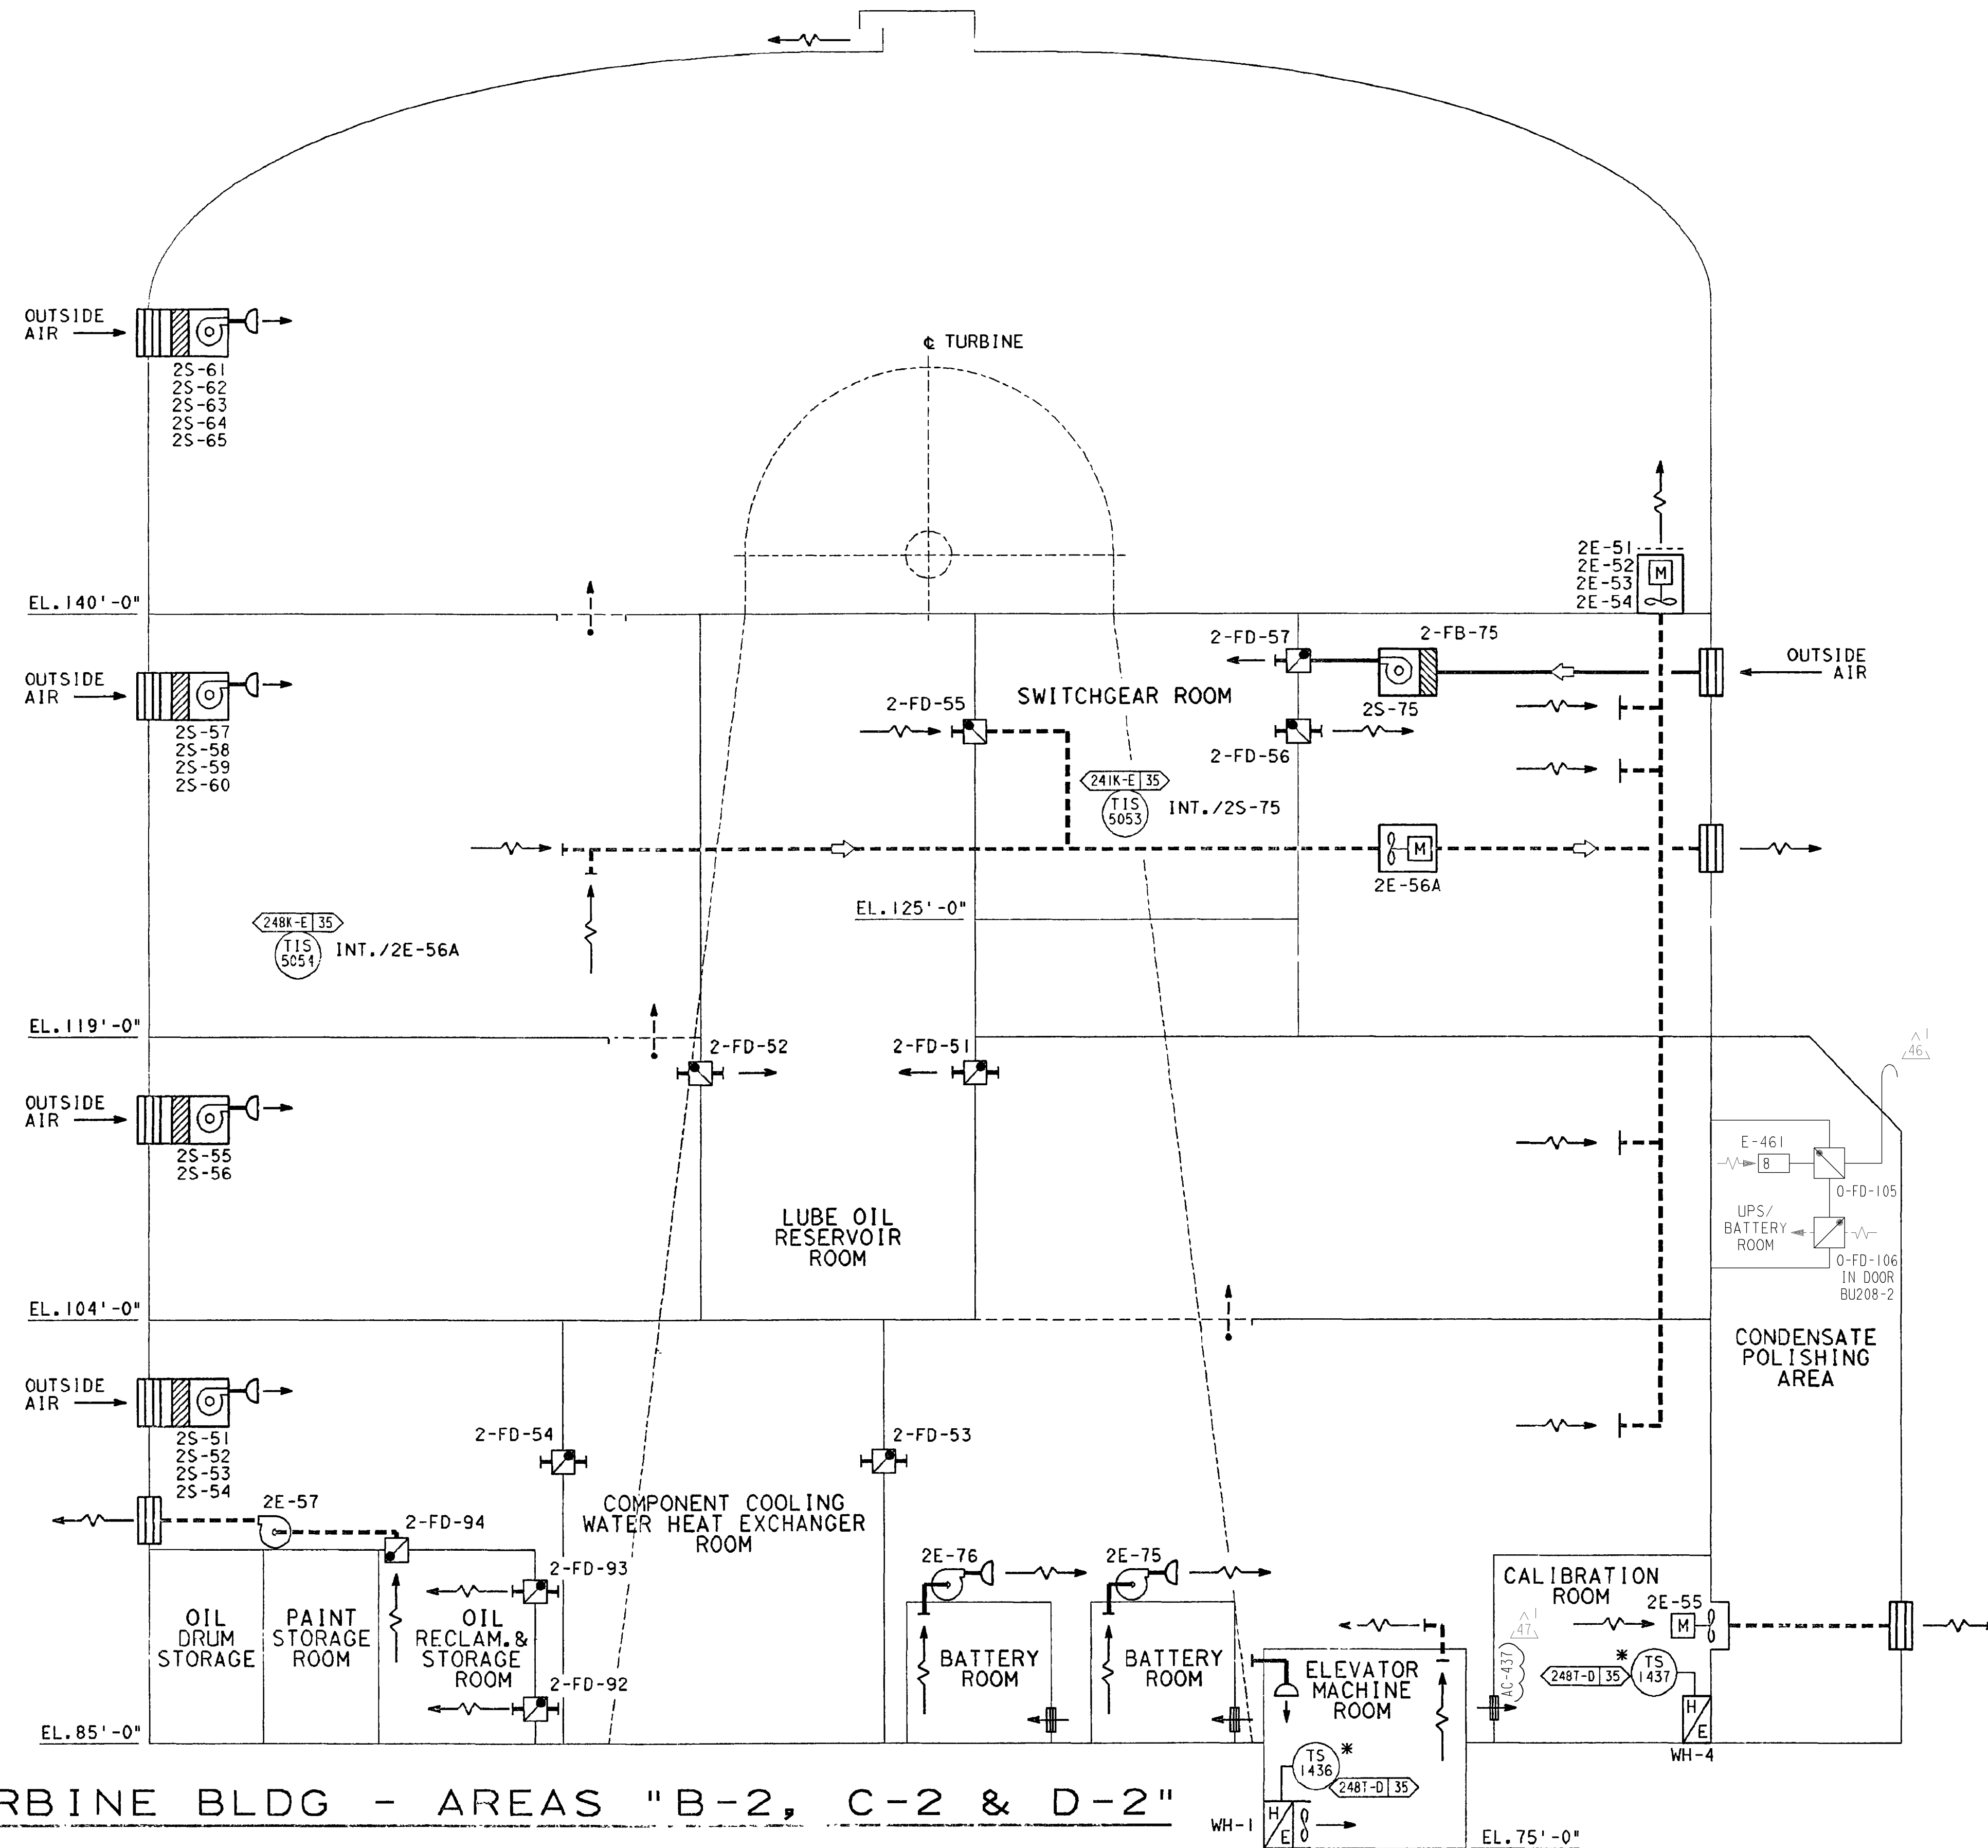 ℄ TURBINE
OUTSIDE
AIR
2S-61
2S-62
2S-63
2S-64
2S-65
2E-51
2E-52
2E-53
2E-54
M
EL.140'-0"
OUTSIDE
AIR
2S-57
2S-58
2S-59
2S-60
2-FD-57
2-FB-75
OUTSIDE
AIR
SWITCHGEAR ROOM
2-FD-55
2S-75
2-FD-56
241K-E 35
TIS
5053
INT./2S-75
M
2E-56A
EL.125'-0"
248K-E 35
TIS
5054
INT./2E-56A
EL.119'-0"
2-FD-52
2-FD-51
1
46
OUTSIDE
AIR
2S-55
2S-56
E-461
8
O-FD-105
UPS/
BATTERY
ROOM
O-FD-106
IN DOOR
BU208-2
LUBE OIL
RESERVOIR
ROOM
EL.104'-0"
CONDENSATE
POLISHING
AREA
OUTSIDE
AIR
2S-51
2S-52
2S-53
2S-54
2-FD-54
2-FD-53
2E-57
2-FD-94
COMPONENT COOLING
WATER HEAT EXCHANGER
ROOM
2-FD-93
2E-76
2E-75
CALIBRATION
ROOM
2E-55
M
OIL
DRUM
STORAGE
PAINT
STORAGE
ROOM
OIL
RECLAM.&
STORAGE
ROOM
1
47
AC-437
BATTERY
ROOM
BATTERY
ROOM
ELEVATOR
MACHINE
ROOM
*
248T-D 35
TS
1437
2-FD-92
H
E
WH-4
EL.85'-0"
TS
1436
*
248T-D 35
RBINE BLDG - AREAS "B-2, C-2 & D-2"
WH-1
H
E
EL.75'-0"